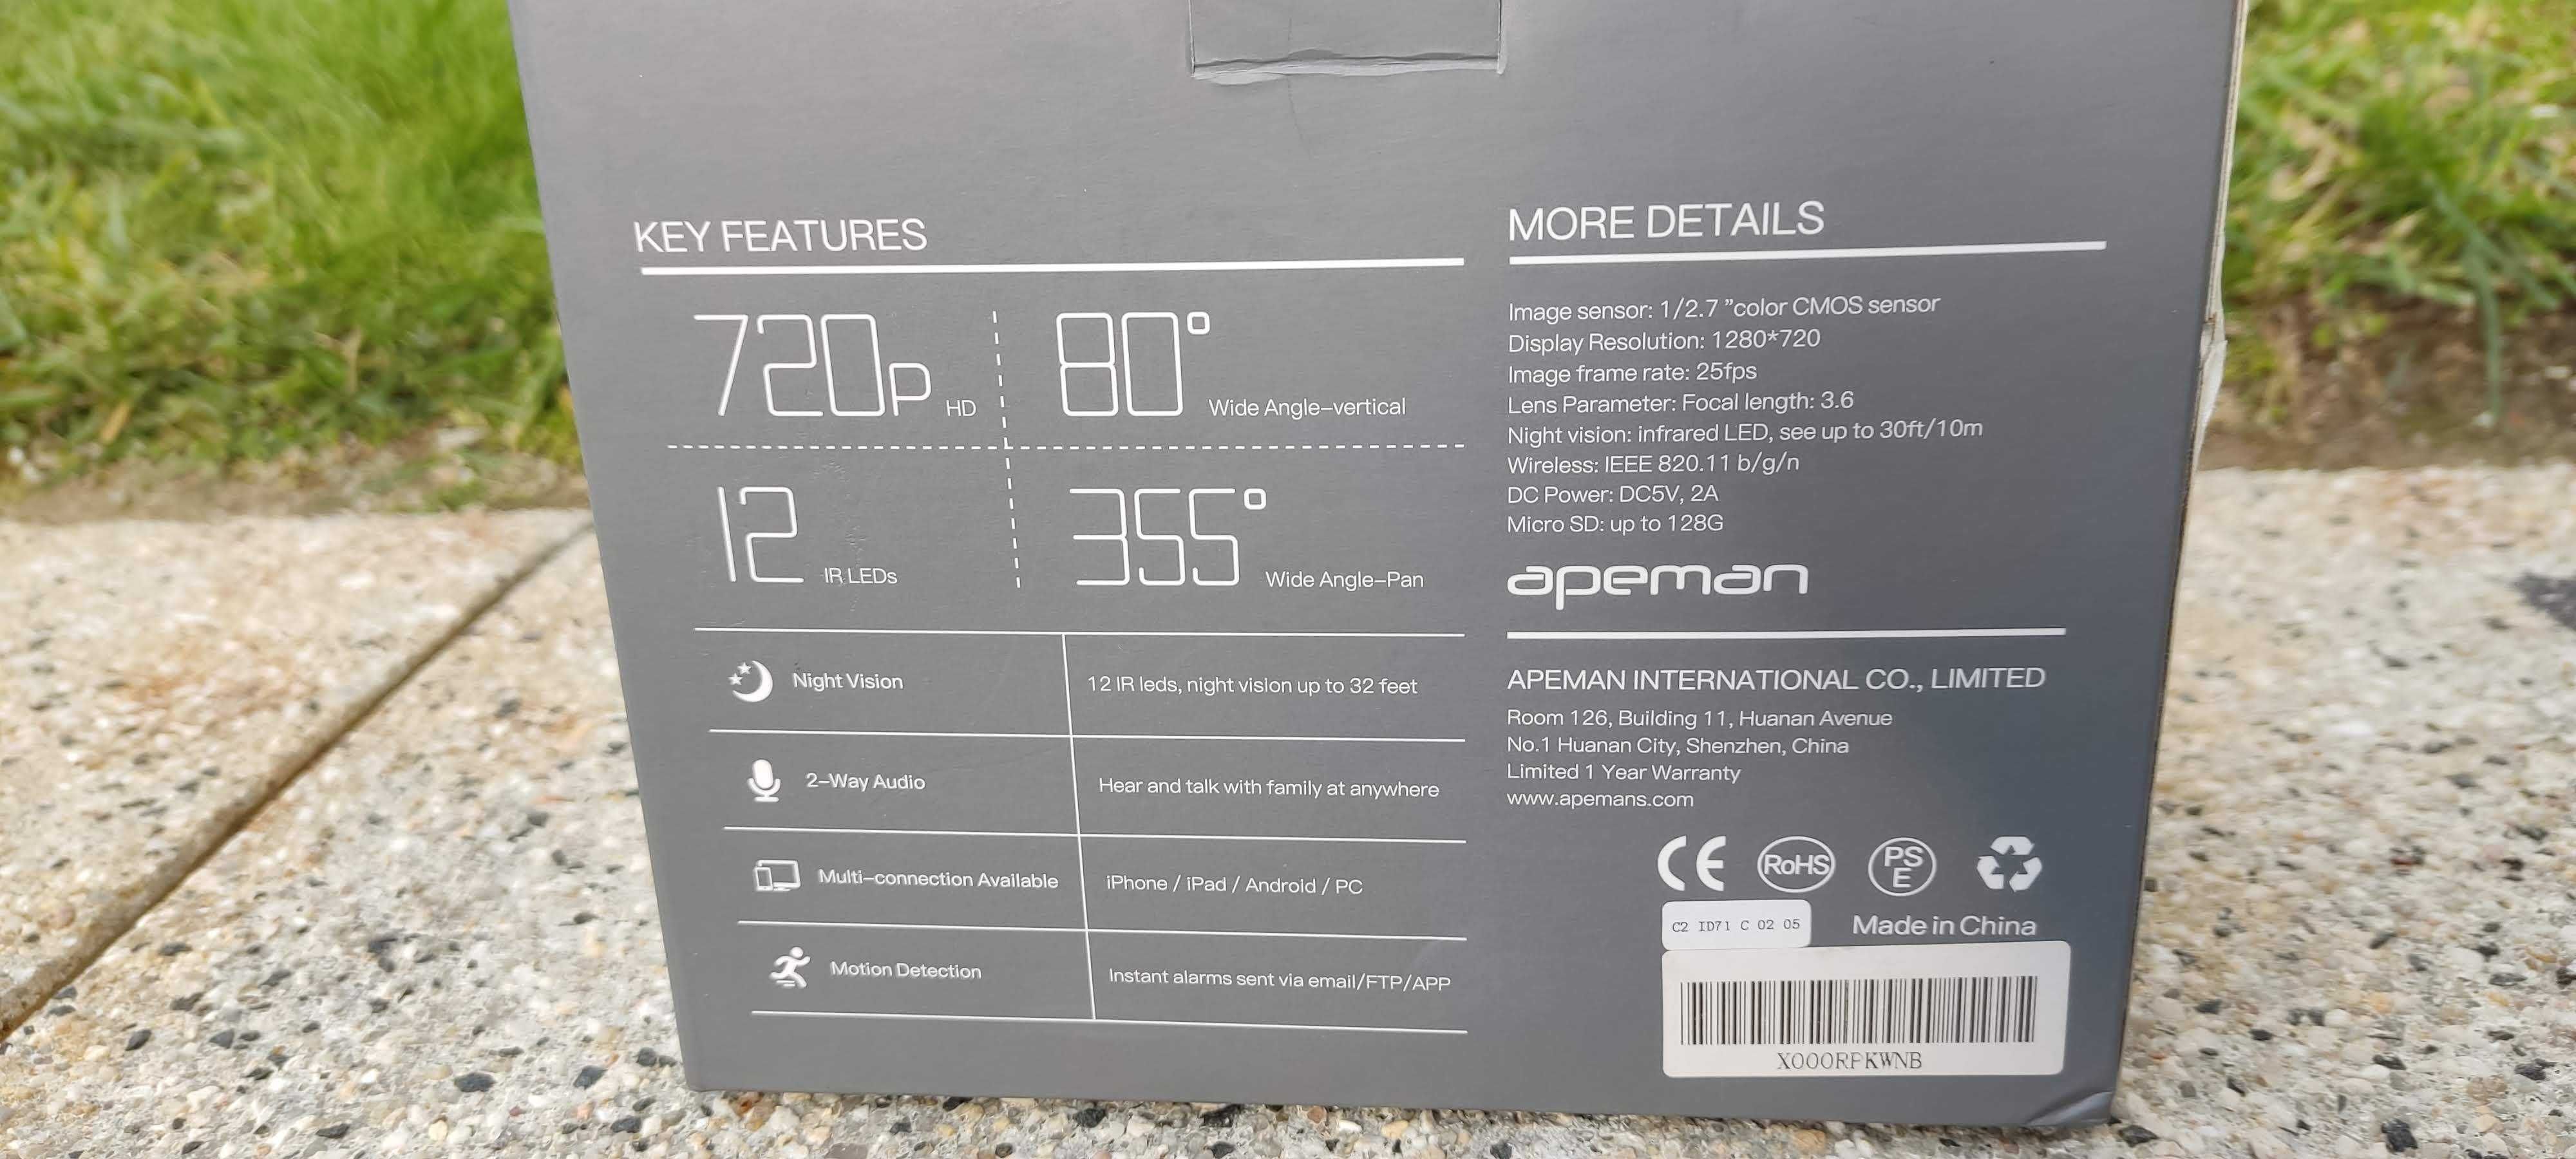 KEY FEATURES
720p HD
80° Wide Angle-vertical
12 IR LEDs
355° Wide Angle-Pan
Night Vision
12 IR leds, night vision up to 32 feet
2-Way Audio
Hear and talk with family at anywhere
Multi-connection Available
iPhone / iPad / Android / PC
Motion Detection
Instant alarms sent via email/FTP/APP
MORE DETAILS
Image sensor: 1/2.7 ”color CMOS sensor
Display Resolution: 1280*720
Image frame rate: 25fps
Lens Parameter: Focal length: 3.6
Night vision: infrared LED, see up to 30ft/10m
Wireless: IEEE 820.11 b/g/n
DC Power: DC5V, 2A
Micro SD: up to 128G
apeman
APEMAN INTERNATIONAL CO., LIMITED
Room 126, Building 11, Huanan Avenue
No.1 Huanan City, Shenzhen, China
Limited 1 Year Warranty
www.apemans.com
CE RoHS PSE
C2 ID71 C 02 05
Made in China
X000RPKWNB